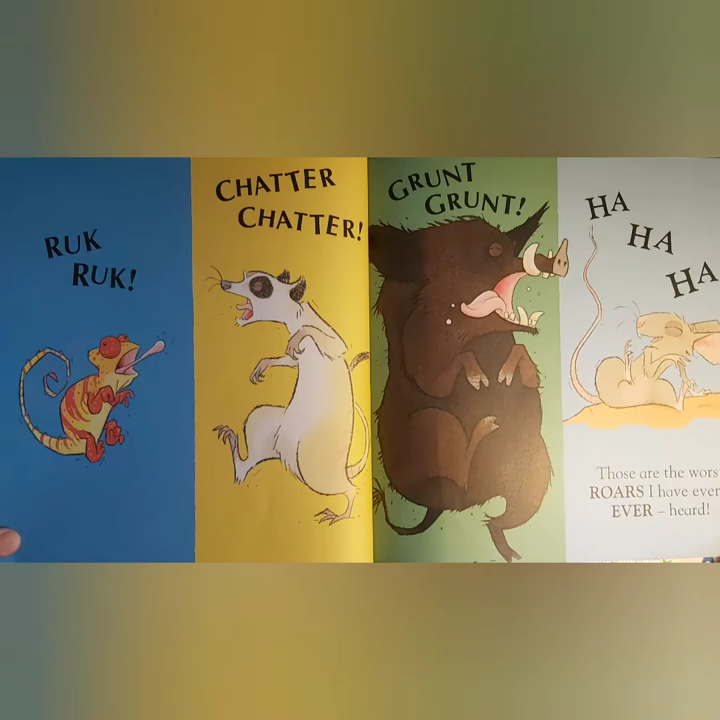 RUK
RUK!
CHATTER
CHATTER!
GRUNT
GRUNT!
HA
HA
HA
Those are the wors
ROARS I have ever
EVER – heard!